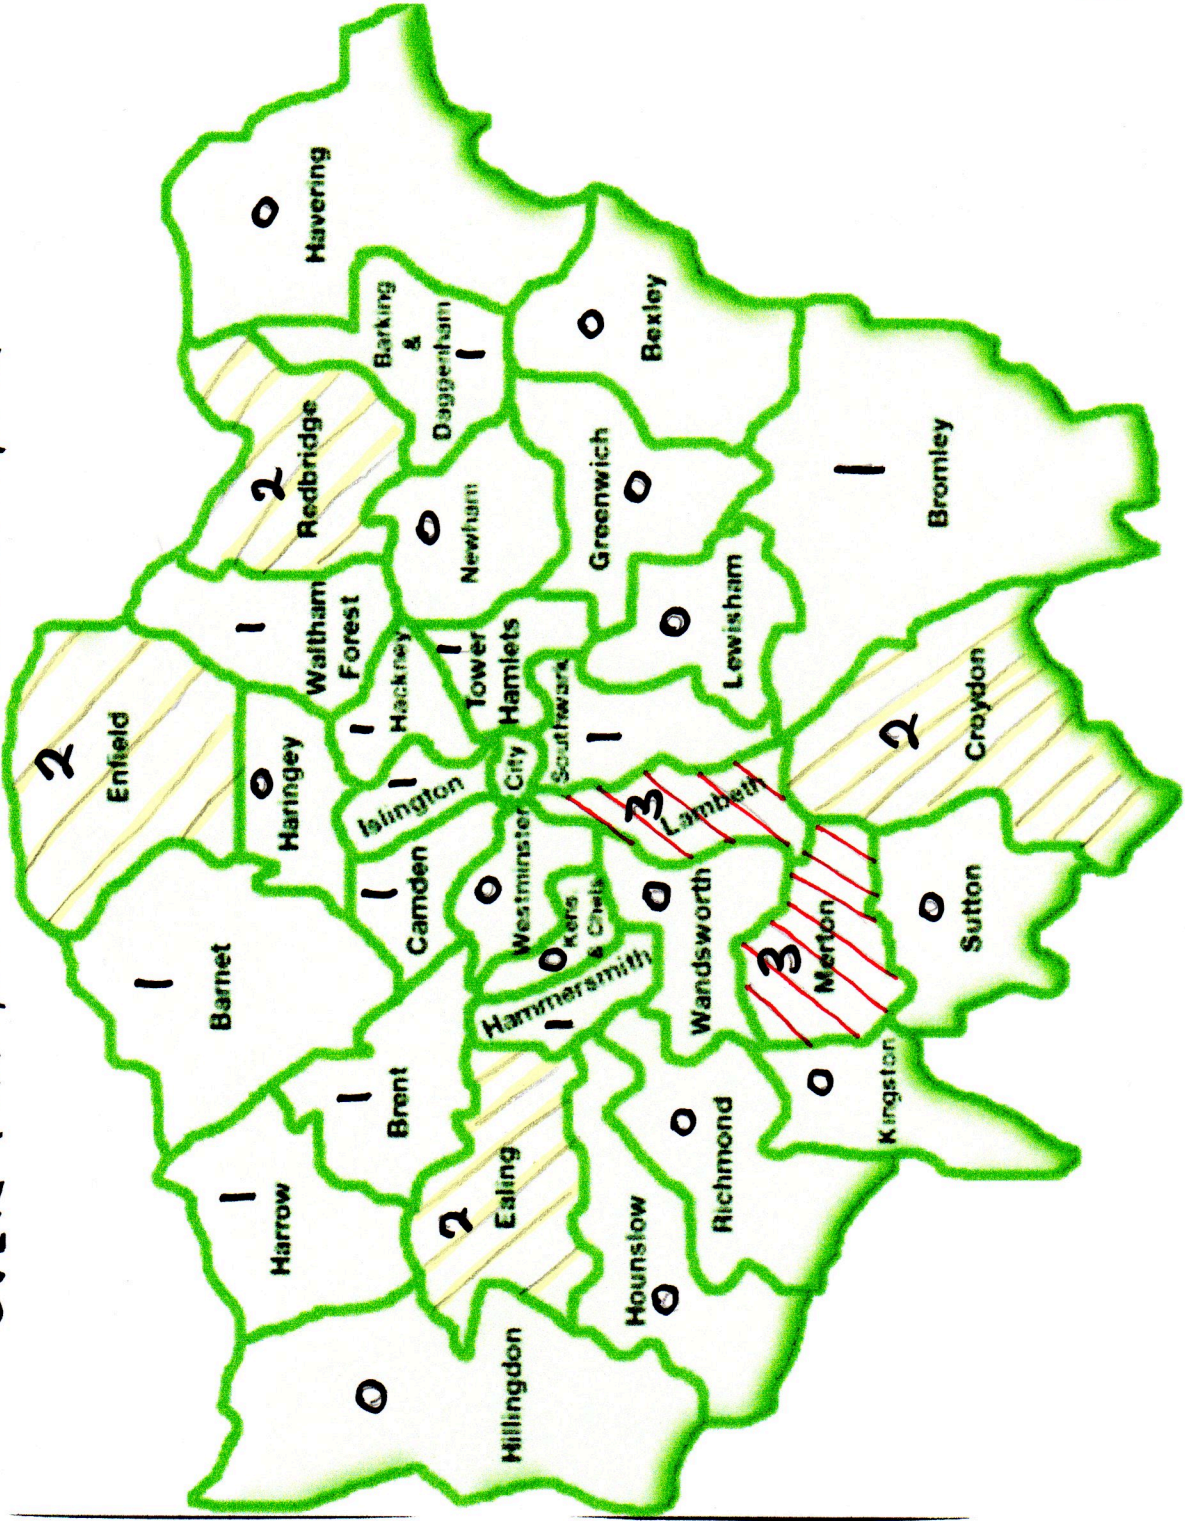 2
Enfield
1
Barnet
0
Haringey
1
Waltham
Forest
2
Redbridge
0
Havering
1
Harrow
1
Brent
1
Camden
1
Islington
1
Hackney
Barking
&
Daggenham
1
0
Hillingdon
2
Ealing
1
Hammersmith
0
Kens.
& Chels
0
Westminster
City
1
Tower
Hamlets
0
Newham
Hounslow
0
0
Richmond
0
Wandsworth
3
Lambeth
Southwark
1
0
Lewisham
Greenwich
0
0
Bexley
0
Kingston
3
Merton
0
Sutton
2
Croydon
1
Bromley